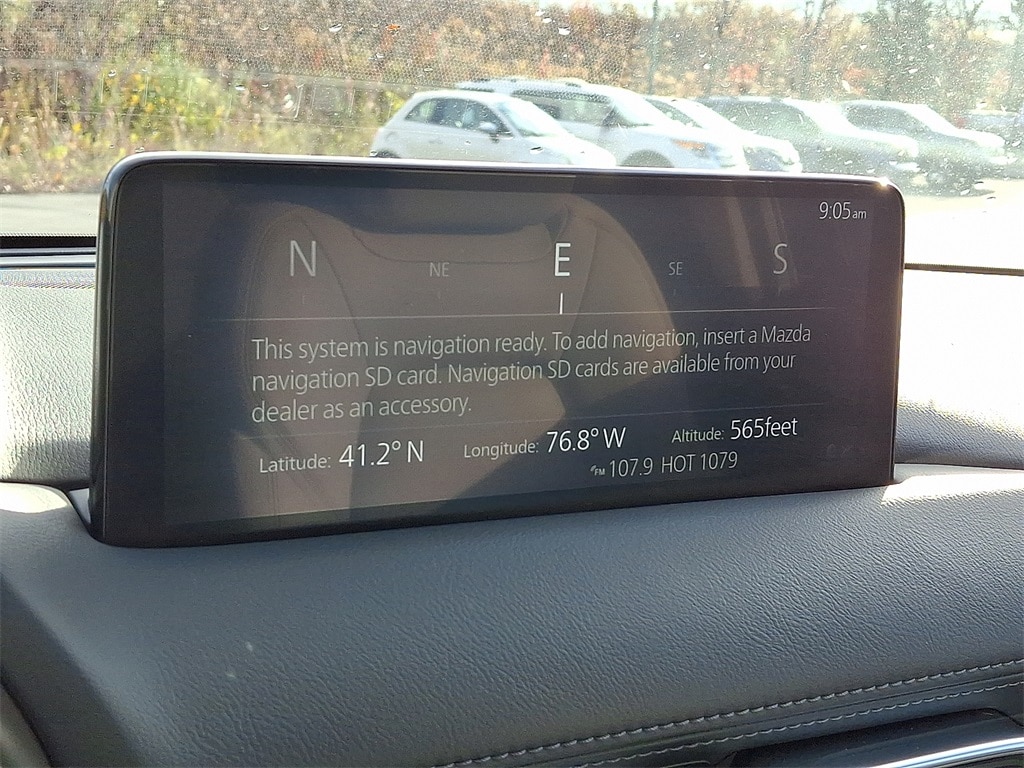 9:05am
N NE E SE S
This system is navigation ready. To add navigation, insert a Mazda
navigation SD card. Navigation SD cards are available from your
dealer as an accessory.
Latitude: 41.2° N Longitude: 76.8° W Altitude: 565feet
FM 107.9 HOT 1079